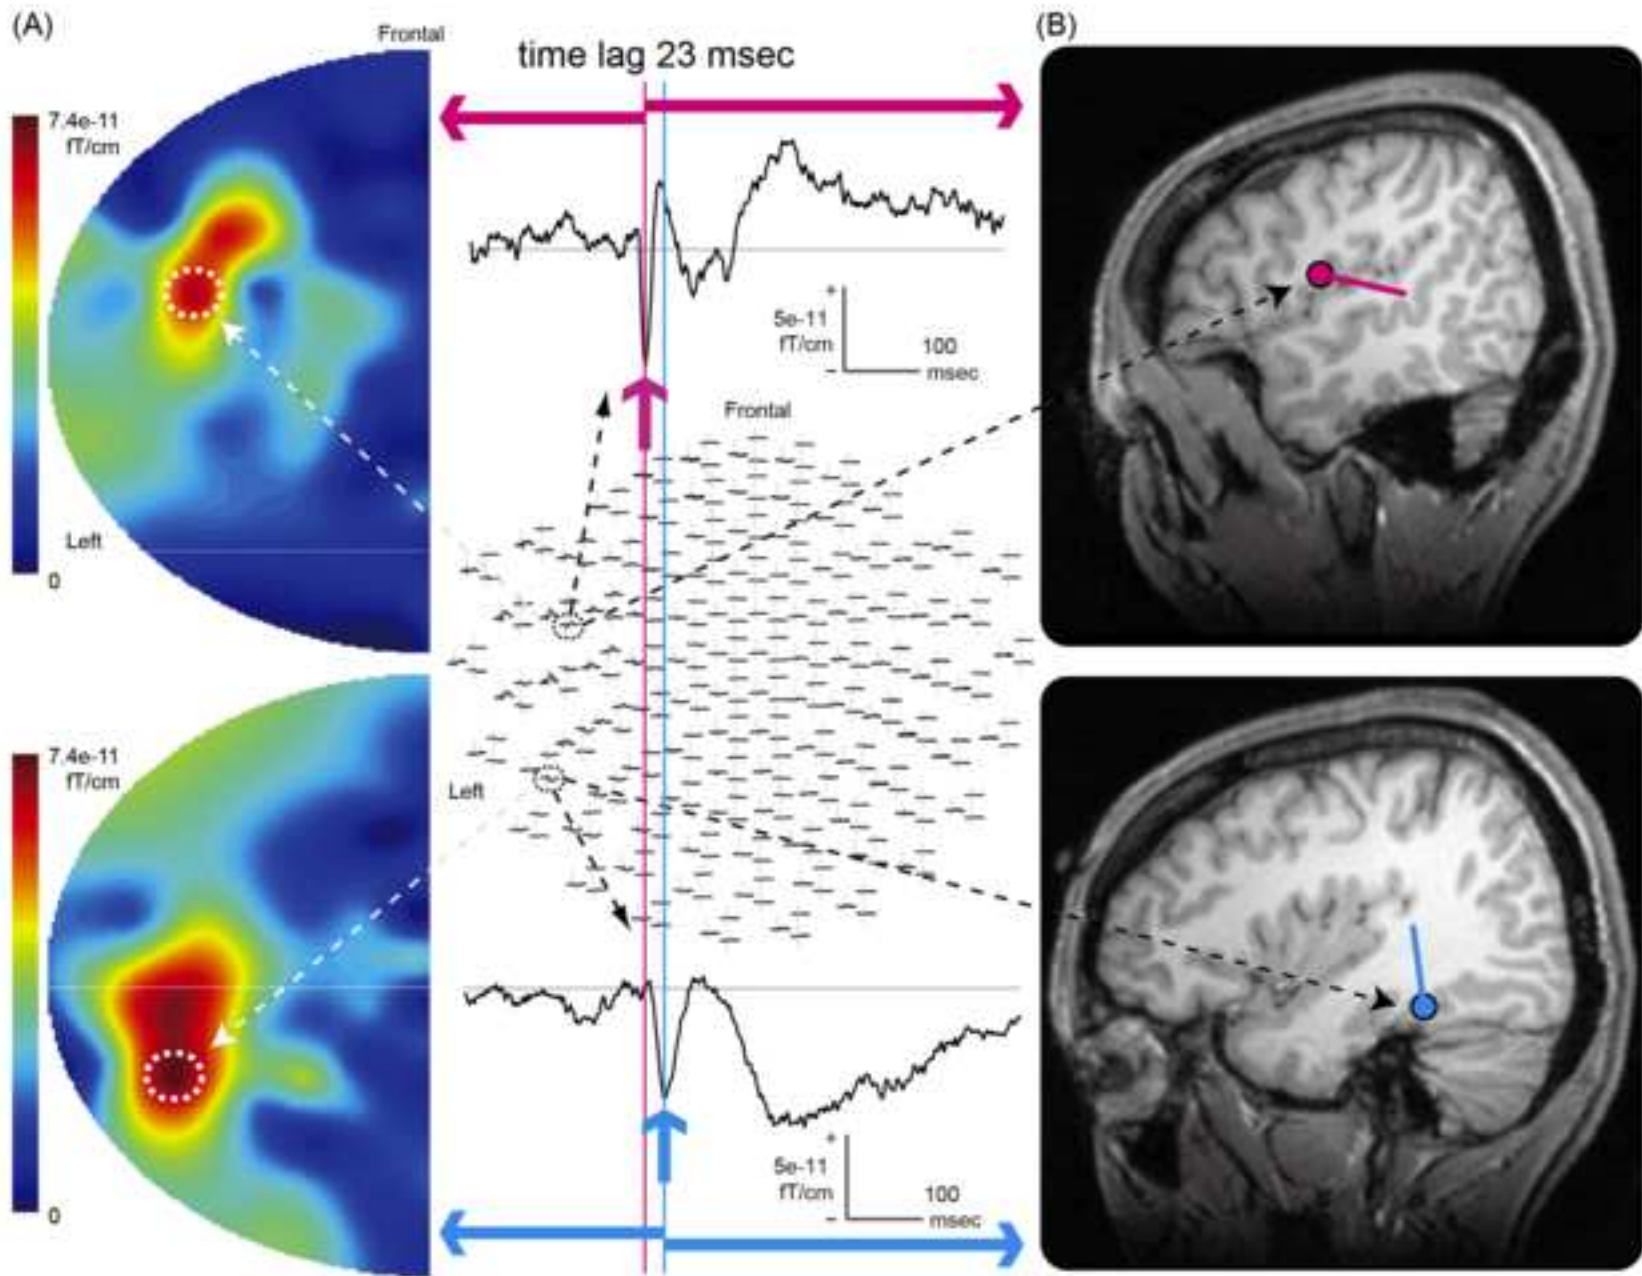 (A)
Frontal
time lag 23 msec
(B)
7.4e-11
fT/cm
+
5e-11
fT/cm
-
100
msec
Frontal
Left
0
7.4e-11
fT/cm
Left
+
5e-11
fT/cm
-
100
msec
0